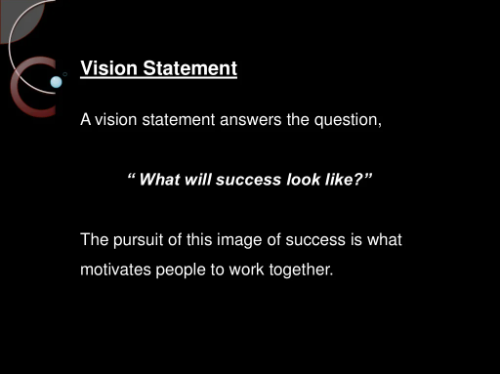 Vision Statement
A vision statement answers the question,
“ What will success look like?”
The pursuit of this image of success is what
motivates people to work together.